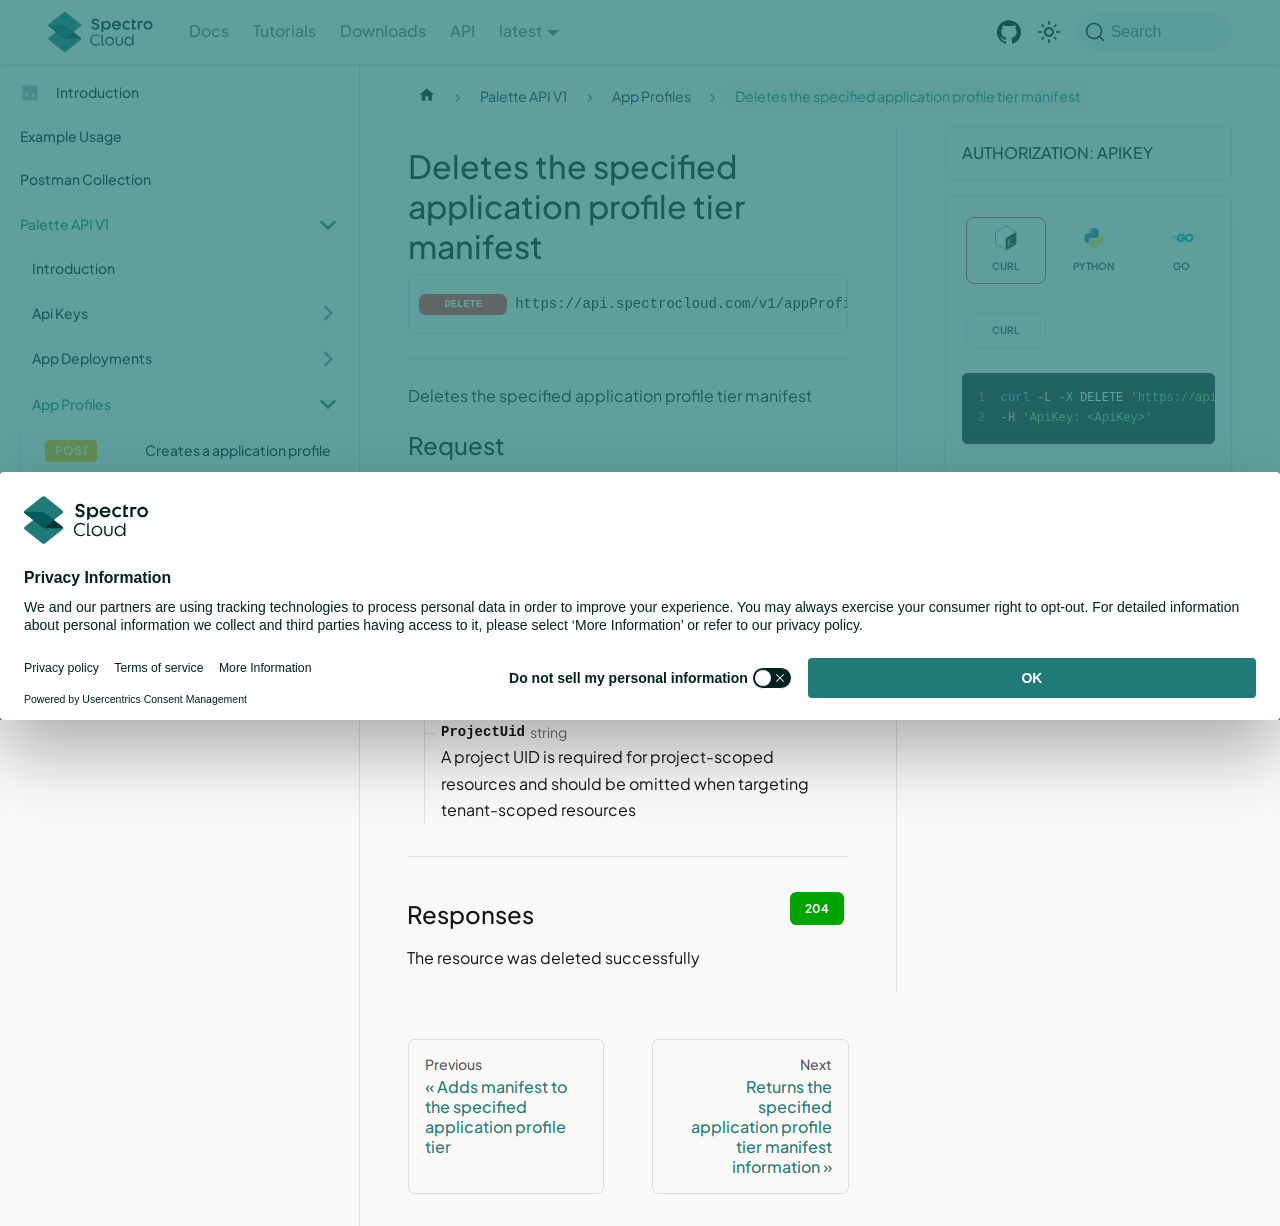 Spectro Cloud
Docs
Tutorials
Downloads
API
latest
Search
Introduction
Example Usage
Postman Collection
Palette API V1
Introduction
Api Keys
App Deployments
App Profiles
POST Creates a application profile
Palette API V1 > App Profiles > Deletes the specified application profile tier manifest
Deletes the specified
application profile tier
manifest
DELETE https://api.spectrocloud.com/v1/appProfi
Deletes the specified application profile tier manifest
Request
AUTHORIZATION: APIKEY
CURL
PYTHON
GO
CURL
1 curl -L -X DELETE 'https://api
2 -H 'ApiKey: <ApiKey>'
Spectro
Cloud
Privacy Information
We and our partners are using tracking technologies to process personal data in order to improve your experience. You may always exercise your consumer right to opt-out. For detailed information
about personal information we collect and third parties having access to it, please select ‘More Information’ or refer to our privacy policy.
Privacy policy
Terms of service
More Information
Powered by Usercentrics Consent Management
Do not sell my personal information
OK
ProjectUid string
A project UID is required for project-scoped
resources and should be omitted when targeting
tenant-scoped resources
Responses
204
The resource was deleted successfully
Previous
« Adds manifest to
the specified
application profile
tier
Next
Returns the
specified
application profile
tier manifest
information »